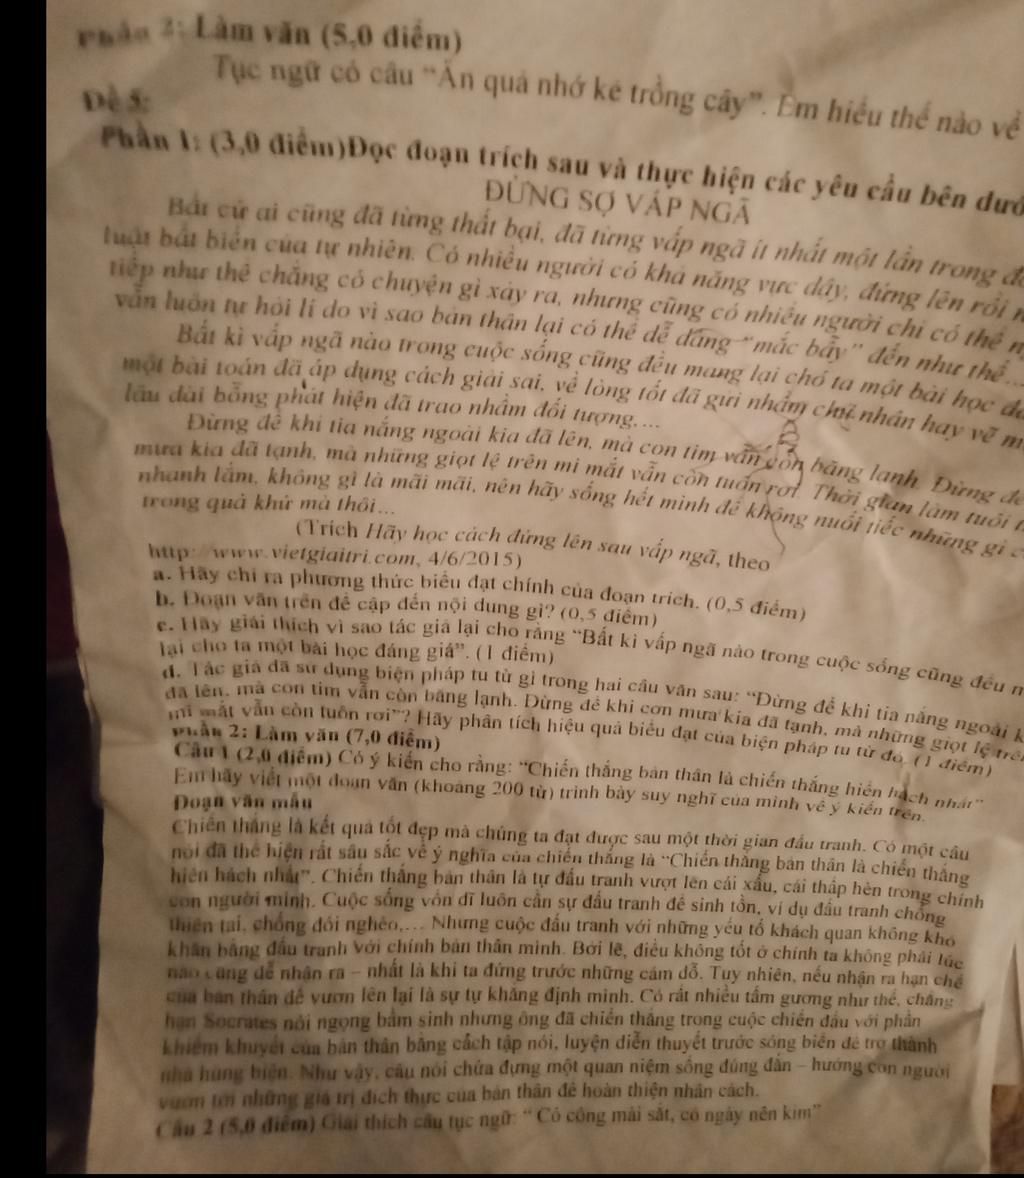 Phần 2: Làm văn (5,0 điểm)
Tục ngữ có câu “Ăn quả nhớ kẻ trồng cây”. Em hiểu thế nào về
Đề 5:
Phần 1: (3,0 điểm)Đọc đoạn trích sau và thực hiện các yêu cầu bên dướ
ĐỪNG SỢ VẤP NGÃ
Bất cứ ai cũng đã từng thất bại, đã từng vấp ngã ít nhất một lần trong đ
luật bất biến của tự nhiên. Có nhiều người có khả năng vực dậy, đứng lên rồi
tiếp như thể chẳng có chuyện gì xảy ra, nhưng cũng có nhiều người chỉ có thể n
vẫn luôn tự hỏi lí do vì sao bản thân lại có thể dễ dàng “mắc bẫy” đến như thế...
Bất kì vấp ngã nào trong cuộc sống cũng đều mang lại cho ta một bài học đ
một bài toán đã áp dụng cách giải sai, về lòng tốt đã gửi nhầm chủ nhân hay về m
lâu dài bỗng phát hiện đã trao nhầm đối tượng....
Đừng để khi tia nắng ngoài kia đã lên, mà con tim vẫn còn băng lạnh. Đừng để
mưa kia đã tạnh, mà những giọt lệ trên mi mắt vẫn còn tuôn rơi. Thời gian làm tuổi t
nhanh lắm, không gì là mãi mãi, nên hãy sống hết mình để không nuối tiếc những gì c
trong quá khứ mà thôi...
(Trích Hãy học cách đứng lên sau vấp ngã, theo
http://www.vietgiaitri.com, 4/6/2015)
a. Hãy chỉ ra phương thức biểu đạt chính của đoạn trích. (0,5 điểm)
b. Đoạn văn trên đề cập đến nội dung gì? (0,5 điểm)
c. Hãy giải thích vì sao tác giả lại cho rằng “Bất kì vấp ngã nào trong cuộc sống cũng đều m
lại cho ta một bài học đáng giá”. (1 điểm)
d. Tác giả đã sử dụng biện pháp tu từ gì trong hai câu văn sau: “Đừng để khi tia nắng ngoài k
đã lên, mà con tim vẫn còn băng lạnh. Đừng để khi cơn mưa kia đã tạnh, mà những giọt lệ trê
mi mắt vẫn còn tuôn rơi”? Hãy phân tích hiệu quả biểu đạt của biện pháp tu từ đó. (1 điểm)
Phần 2: Làm văn (7,0 điểm)
Câu 1 (2,0 điểm) Có ý kiến cho rằng: “Chiến thắng bản thân là chiến thắng hiển hách nhất”
Em hãy viết một đoạn văn (khoảng 200 từ) trình bày suy nghĩ của mình về ý kiến trên.
Đoạn văn mẫu
Chiến thắng là kết quả tốt đẹp mà chúng ta đạt được sau một thời gian đấu tranh. Có một câu
nói đã thể hiện rất sâu sắc về ý nghĩa của chiến thắng là “Chiến thắng bản thân là chiến thắng
hiển hách nhất”. Chiến thắng bản thân là tự đấu tranh vượt lên cái xấu, cái thấp hèn trong chính
con người mình. Cuộc sống vốn dĩ luôn cần sự đấu tranh để sinh tồn, ví dụ đấu tranh chống
thiên tai, chống đói nghèo,... Nhưng cuộc đấu tranh với những yếu tố khách quan không khó
khăn bằng đấu tranh với chính bản thân mình. Bởi lẽ, điều không tốt ở chính ta không phải lúc
nào cũng dễ nhận ra – nhất là khi ta đứng trước những cám dỗ. Tuy nhiên, nếu nhận ra hạn chế
của bản thân để vươn lên lại là sự tự khẳng định mình. Có rất nhiều tấm gương như thế, chẳng
hạn Socrates nói ngọng bẩm sinh nhưng ông đã chiến thắng trong cuộc chiến đấu với phần
khiếm khuyết của bản thân bằng cách tập nói, luyện diễn thuyết trước sóng biển để trở thành
nhà hùng biện. Như vậy, câu nói chứa đựng một quan niệm sống đúng đắn – hướng con người
vươn tới những giá trị đích thực của bản thân để hoàn thiện nhân cách.
Câu 2 (5,0 điểm) Giải thích câu tục ngữ: “ Có công mài sắt, có ngày nên kim”